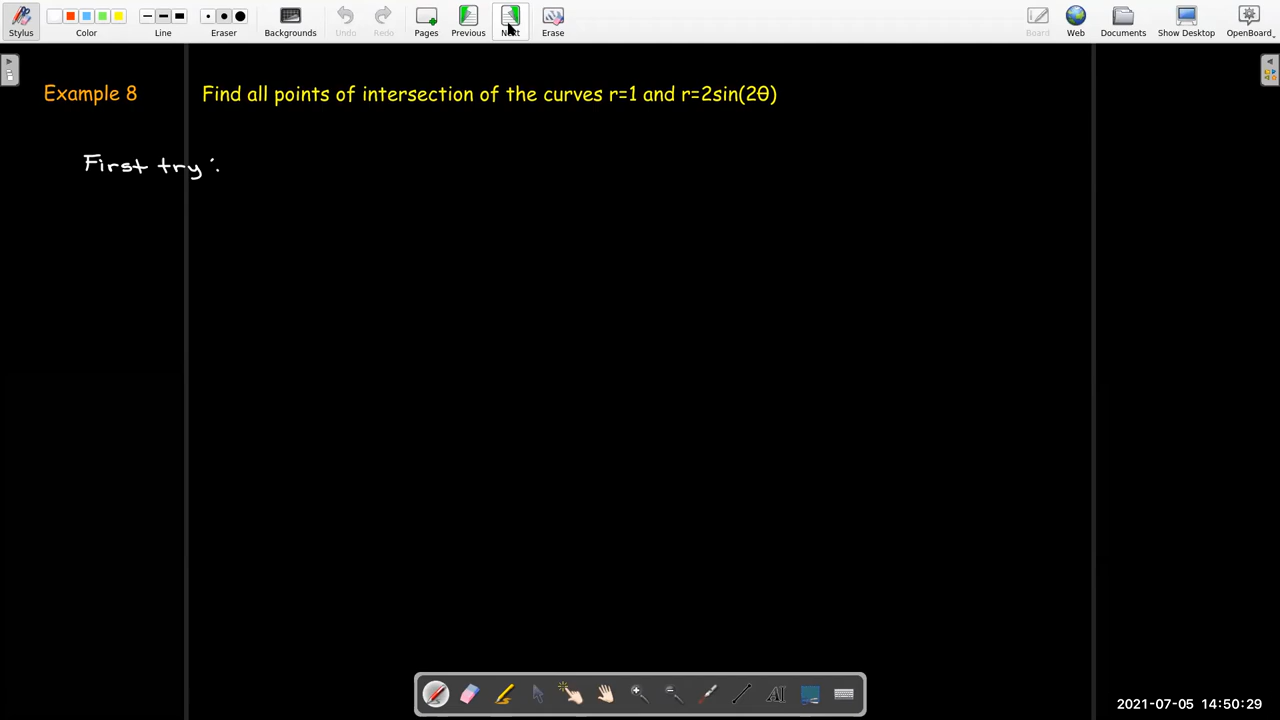 Stylus Color Line Eraser Backgrounds Undo Redo Pages Previous Next Erase Board Web Documents Show Desktop OpenBoard
Example 8 Find all points of intersection of the curves r=1 and r=2sin(2θ)
First try :
AI
2021-07-05 14:50:29